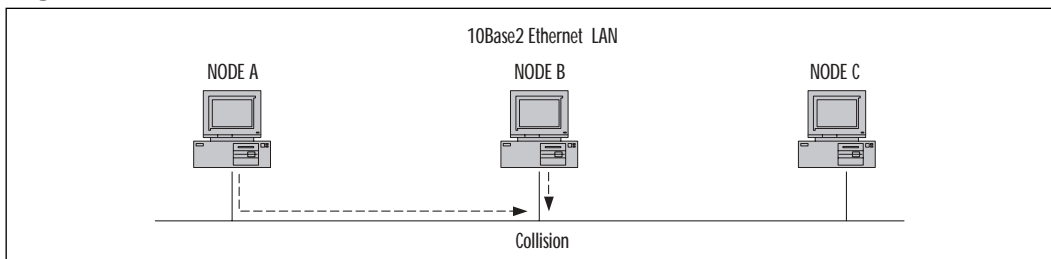 10Base2 Ethernet LAN
NODE A
NODE B
NODE C
Collision